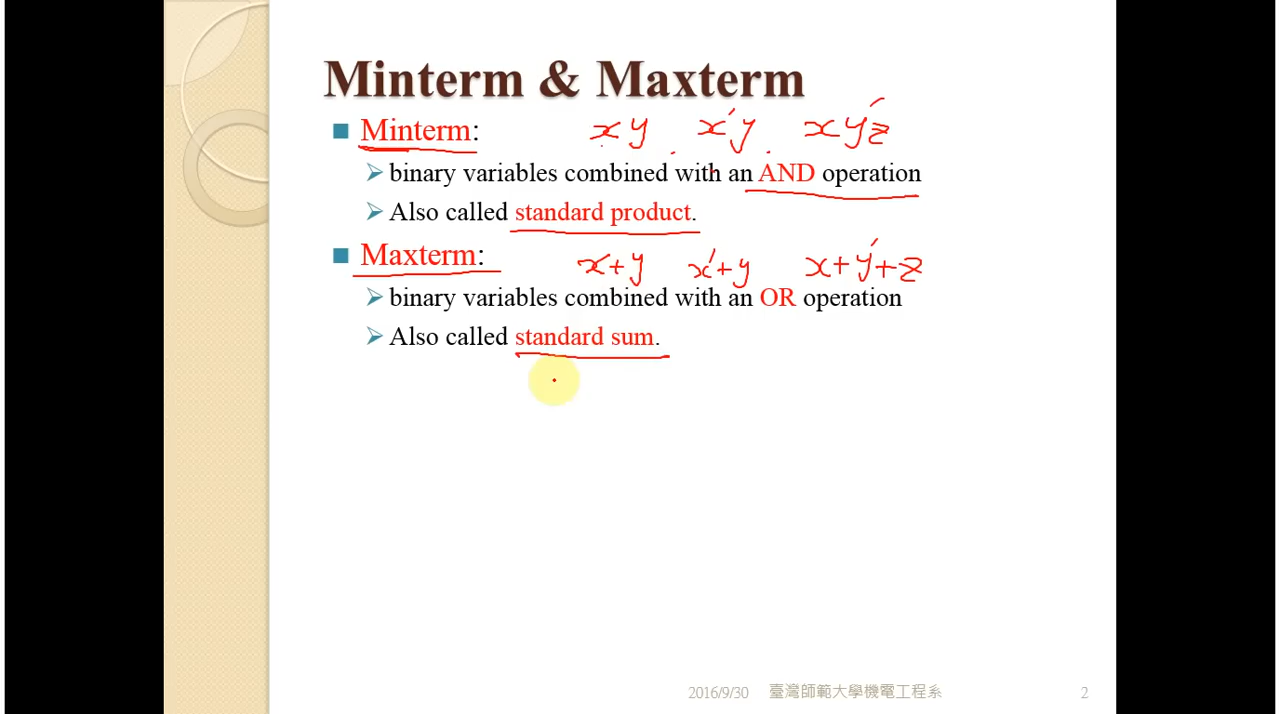 Minterm & Maxterm
Minterm: xy x'y xy'z
binary variables combined with an AND operation
Also called standard product.
Maxterm: x+y x'+y x+y'+z
binary variables combined with an OR operation
Also called standard sum.
2016/9/30 臺灣師範大學機電工程系 2